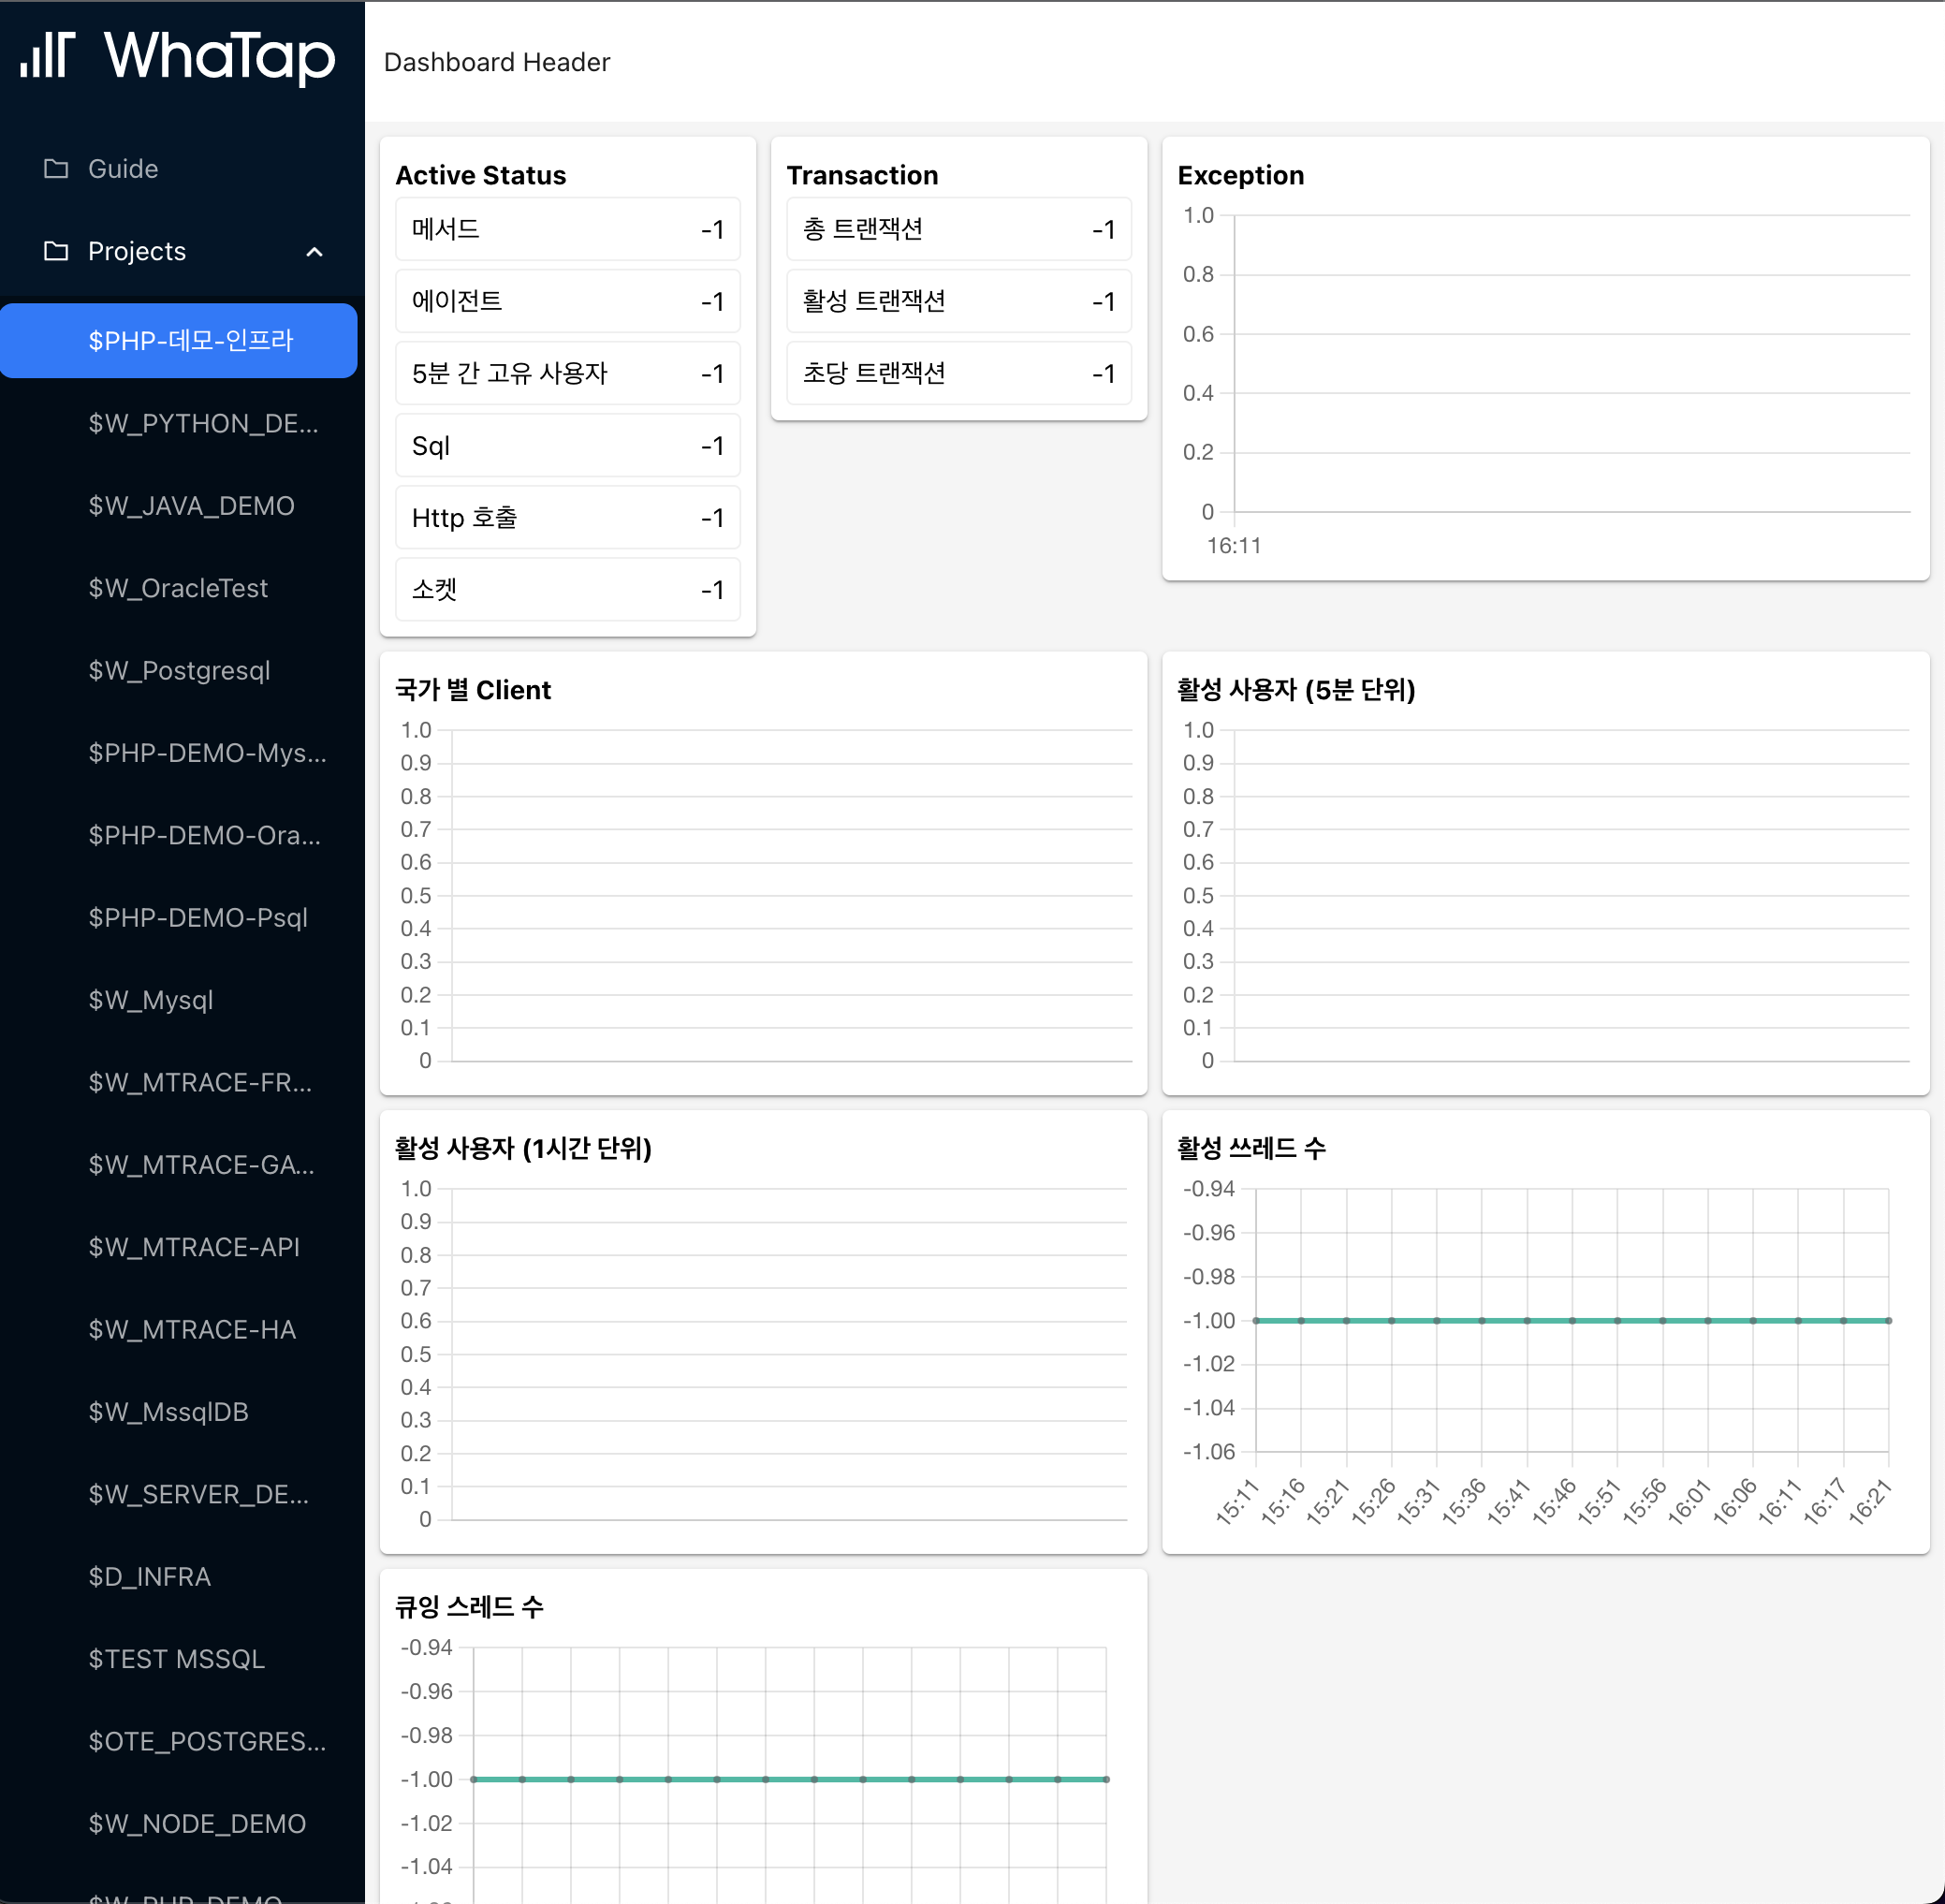 WhaTap
Guide
Projects
$PHP-데모-인프라
$W_PYTHON_DE...
$W_JAVA_DEMO
$W_OracleTest
$W_Postgresql
$PHP-DEMO-Mys...
$PHP-DEMO-Ora...
$PHP-DEMO-Psql
$W_Mysql
$W_MTRACE-FR...
$W_MTRACE-GA...
$W_MTRACE-API
$W_MTRACE-HA
$W_MssqlDB
$W_SERVER_DE...
$D_INFRA
$TEST MSSQL
$OTE_POSTGRES...
$W_NODE_DEMO
$W_PHP_DEMO
Dashboard Header
Active Status
메서드 -1
에이전트 -1
5분 간 고유 사용자 -1
Sql -1
Http 호출 -1
소켓 -1
Transaction
총 트랜잭션 -1
활성 트랜잭션 -1
초당 트랜잭션 -1
Exception
1.0
0.8
0.6
0.4
0.2
0
16:11
국가 별 Client
1.0
0.9
0.8
0.7
0.6
0.5
0.4
0.3
0.2
0.1
0
활성 사용자 (5분 단위)
1.0
0.9
0.8
0.7
0.6
0.5
0.4
0.3
0.2
0.1
0
활성 사용자 (1시간 단위)
1.0
0.9
0.8
0.7
0.6
0.5
0.4
0.3
0.2
0.1
0
활성 쓰레드 수
-0.94
-0.96
-0.98
-1.00
-1.02
-1.04
-1.06
15:11 15:16 15:21 15:26 15:31 15:36 15:41 15:46 15:51 15:56 16:01 16:06 16:11 16:17 16:21
큐잉 스레드 수
-0.94
-0.96
-0.98
-1.00
-1.02
-1.04